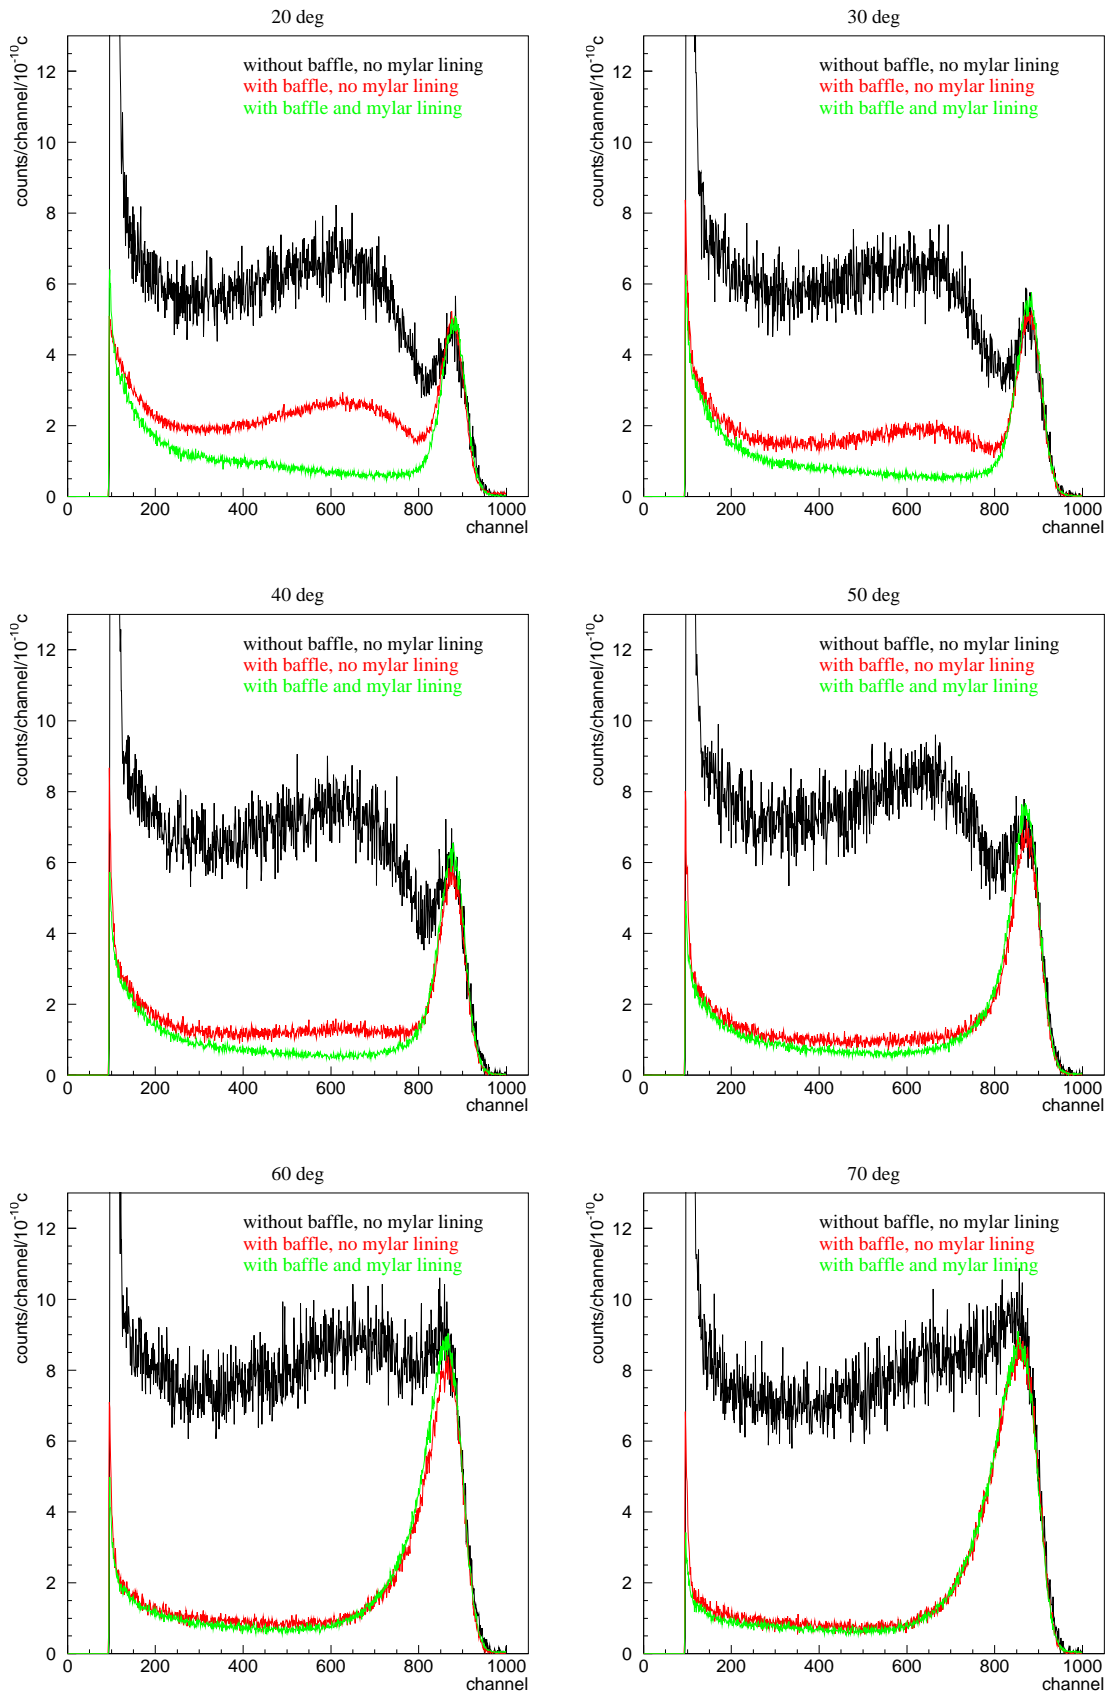 20 deg
counts/channel/10⁻¹⁰c
without baffle, no mylar lining
with baffle, no mylar lining
with baffle and mylar lining
12
10
8
6
4
2
0
0 200 400 600 800 1000
channel
30 deg
counts/channel/10⁻¹⁰c
without baffle, no mylar lining
with baffle, no mylar lining
with baffle and mylar lining
12
10
8
6
4
2
0
0 200 400 600 800 1000
channel
40 deg
counts/channel/10⁻¹⁰c
without baffle, no mylar lining
with baffle, no mylar lining
with baffle and mylar lining
12
10
8
6
4
2
0
0 200 400 600 800 1000
channel
50 deg
counts/channel/10⁻¹⁰c
without baffle, no mylar lining
with baffle, no mylar lining
with baffle and mylar lining
12
10
8
6
4
2
0
0 200 400 600 800 1000
channel
60 deg
counts/channel/10⁻¹⁰c
without baffle, no mylar lining
with baffle, no mylar lining
with baffle and mylar lining
12
10
8
6
4
2
0
0 200 400 600 800 1000
channel
70 deg
counts/channel/10⁻¹⁰c
without baffle, no mylar lining
with baffle, no mylar lining
with baffle and mylar lining
12
10
8
6
4
2
0
0 200 400 600 800 1000
channel